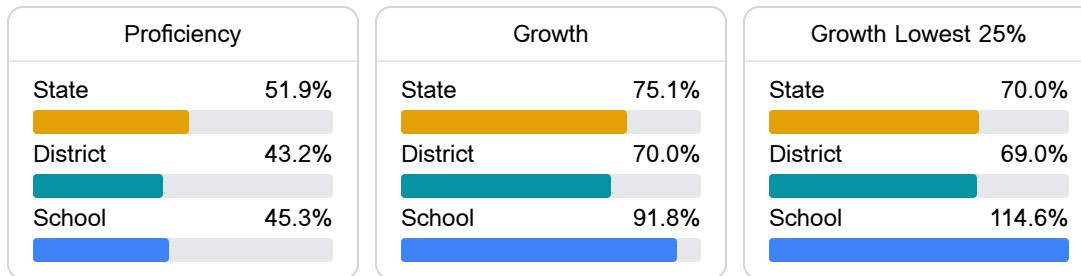 Proficiency
State 51.9%
District 43.2%
School 45.3%
Growth
State 75.1%
District 70.0%
School 91.8%
Growth Lowest 25%
State 70.0%
District 69.0%
School 114.6%